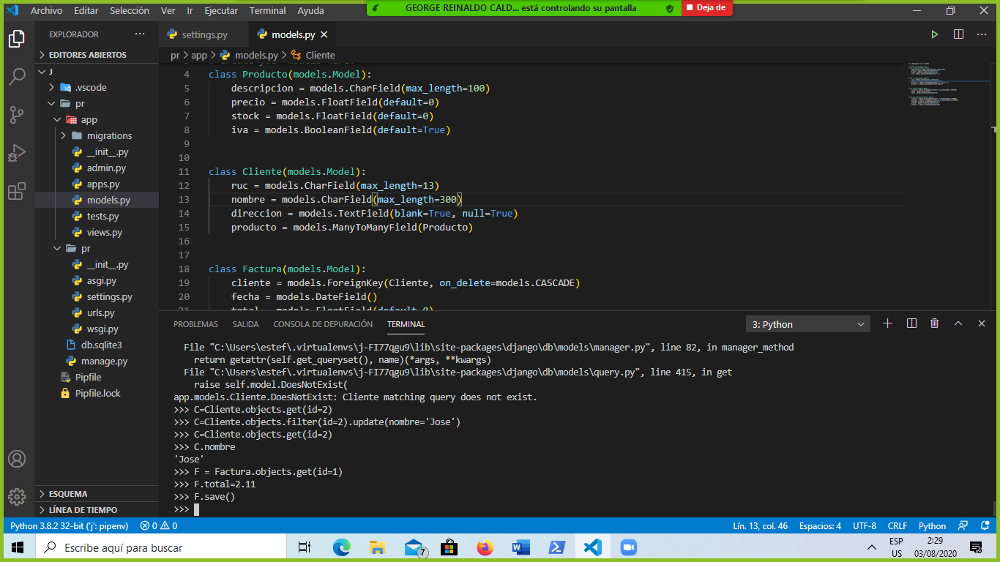 Archivo Editar Selección Ver Ir Ejecutar Terminal Ayuda
GEORGE REINALDO CALD... está controlando su pantalla
Deja de
EXPLORADOR
EDITORES ABIERTOS
J
.vscode
pr
app
migrations
__init__.py
admin.py
apps.py
models.py
tests.py
views.py
pr
__init__.py
asgi.py
settings.py
urls.py
wsgi.py
db.sqlite3
manage.py
Pipfile
Pipfile.lock
ESQUEMA
LÍNEA DE TIEMPO
settings.py models.py
pr > app > models.py > Cliente
4 class Producto(models.Model):
5 descripcion = models.CharField(max_length=100)
6 precio = models.FloatField(default=0)
7 stock = models.FloatField(default=0)
8 iva = models.BooleanField(default=True)
9
10
11 class Cliente(models.Model):
12 ruc = models.CharField(max_length=13)
13 nombre = models.CharField(max_length=300)
14 direccion = models.TextField(blank=True, null=True)
15 producto = models.ManyToManyField(Producto)
16
17
18 class Factura(models.Model):
19 cliente = models.ForeignKey(Cliente, on_delete=models.CASCADE)
20 fecha = models.DateField()
21 total = models.FloatField(default=0)
PROBLEMAS SALIDA CONSOLA DE DEPURACIÓN TERMINAL 3: Python
File "C:\Users\estef\.virtualenvs\j-FI77qgu9\lib\site-packages\django\db\models\manager.py", line 82, in manager_method
return getattr(self.get_queryset(), name)(*args, **kwargs)
File "C:\Users\estef\.virtualenvs\j-FI77qgu9\lib\site-packages\django\db\models\query.py", line 415, in get
raise self.model.DoesNotExist(
app.models.Cliente.DoesNotExist: Cliente matching query does not exist.
>>> C=Cliente.objects.get(id=2)
>>> C=Cliente.objects.filter(id=2).update(nombre='Jose')
>>> C=Cliente.objects.get(id=2)
>>> C.nombre
'Jose'
>>> F = Factura.objects.get(id=1)
>>> F.total=2.11
>>> F.save()
>>>
Python 3.8.2 32-bit ('j': pipenv) 0 0 Lín. 13, col. 46 Espacios: 4 UTF-8 CRLF Python
Escribe aquí para buscar
7
ESP
US
2:29
03/08/2020